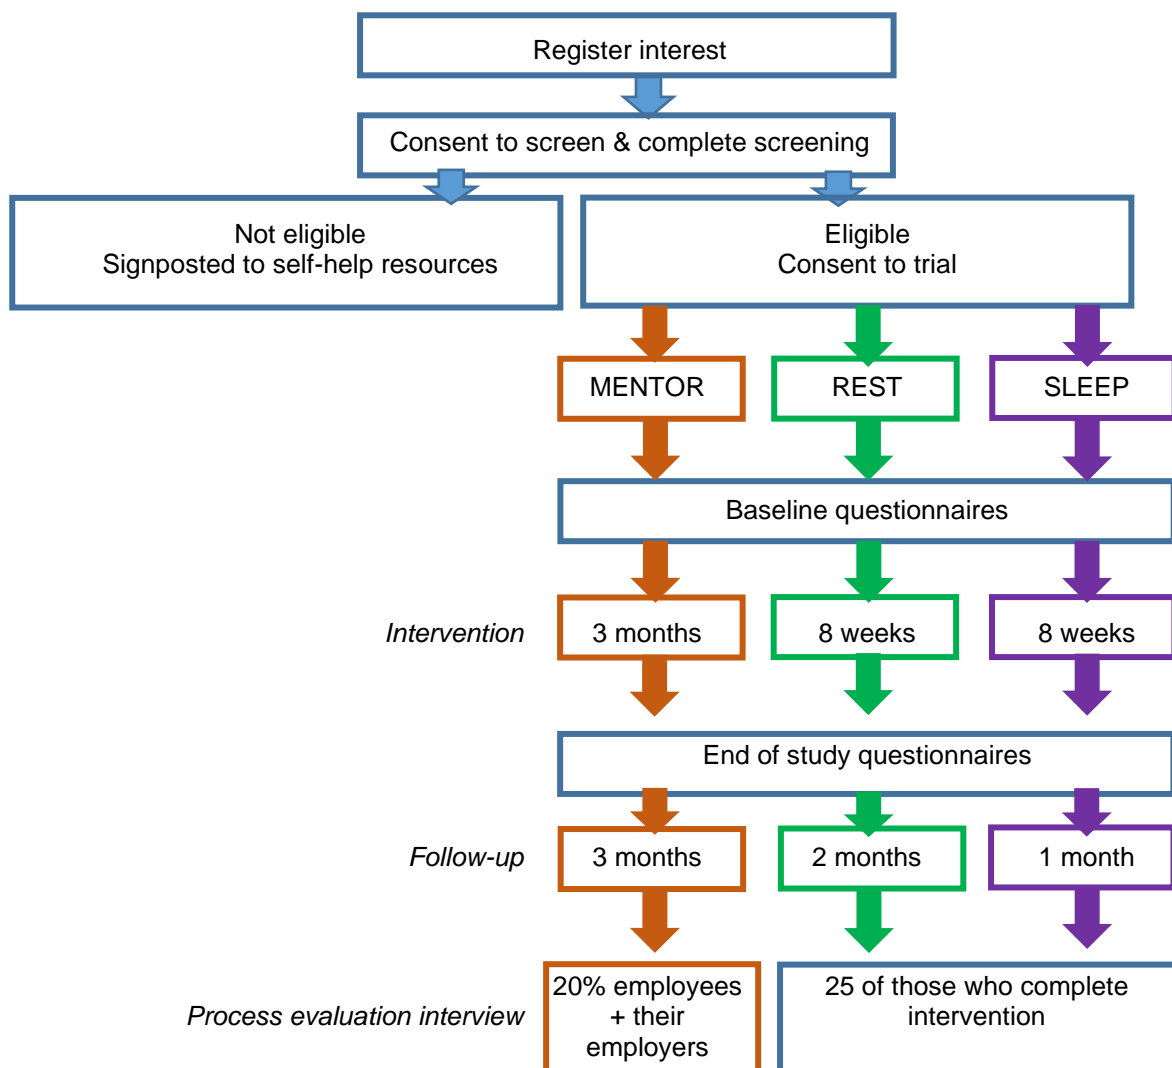 Register interest
Consent to screen & complete screening
Not eligible
Signposted to self-help resources
Eligible
Consent to trial
MENTOR
REST
SLEEP
Baseline questionnaires
Intervention
3 months
8 weeks
8 weeks
End of study questionnaires
Follow-up
3 months
2 months
1 month
Process evaluation interview
20% employees
+ their
employers
25 of those who complete
intervention